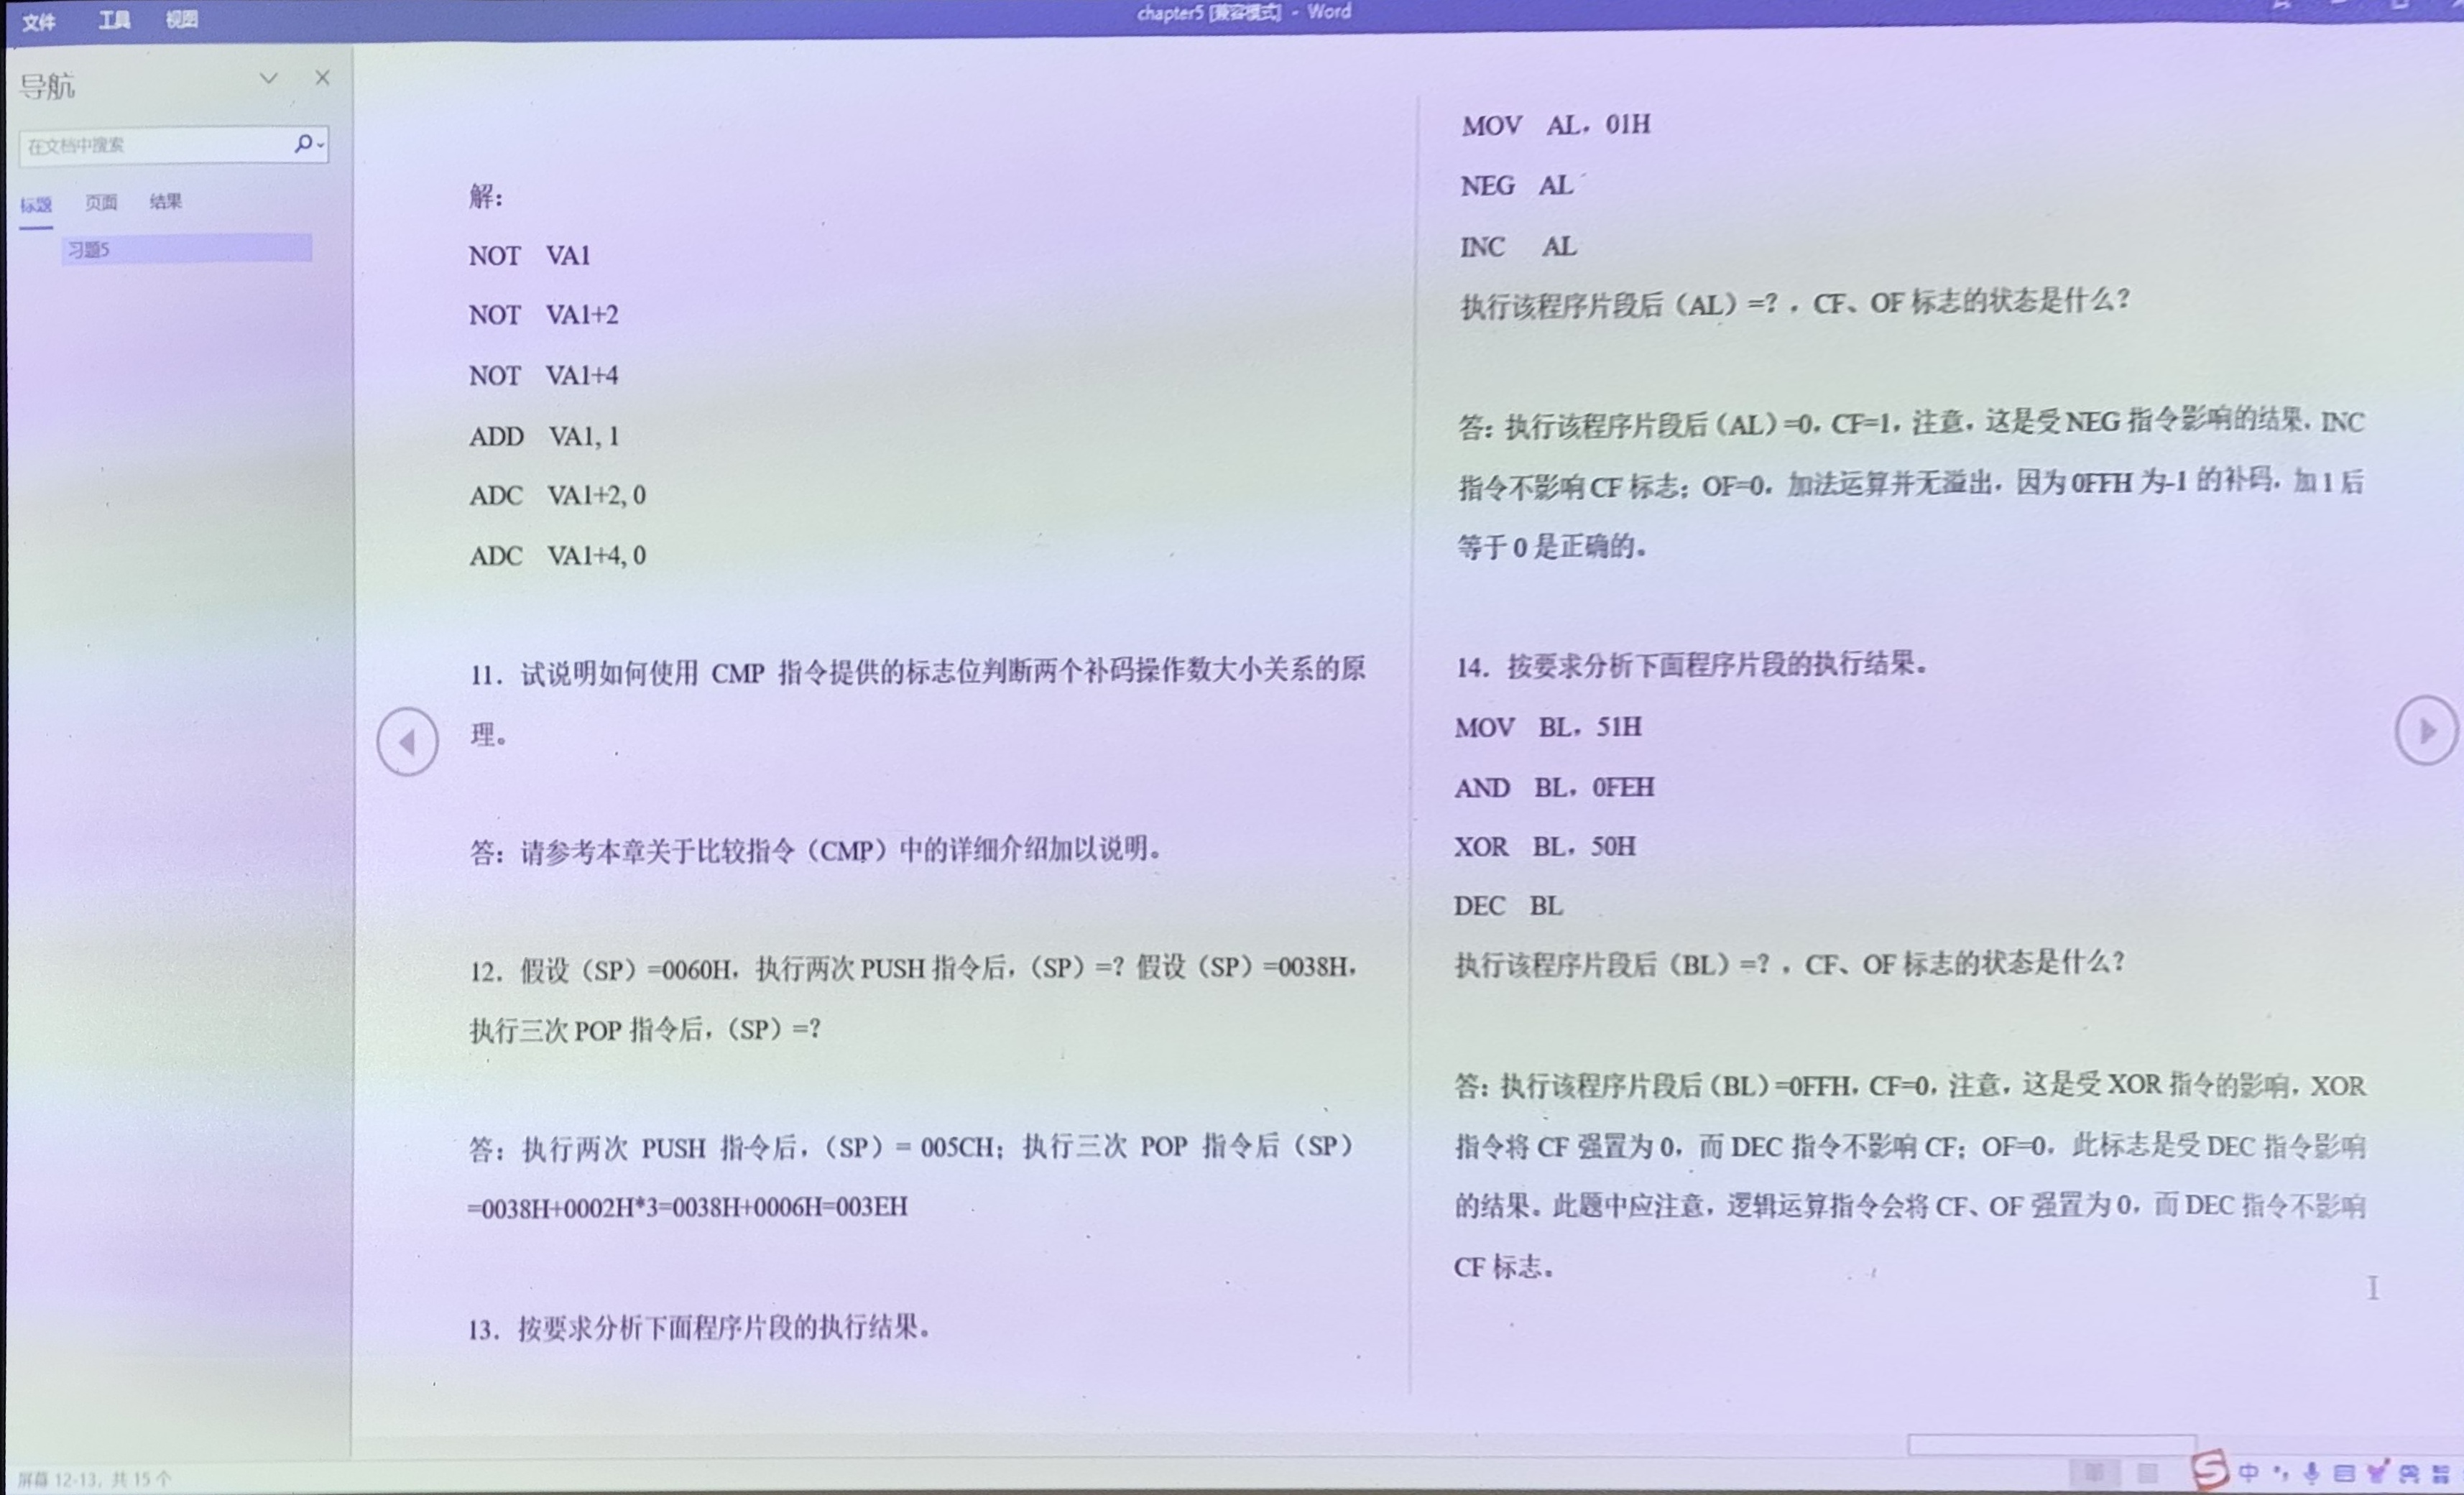 文件 工具 视图
chapter5 [兼容模式] - Word
导航
在文档中搜索
标题 页面 结果
习题5
解：
NOT VA1
NOT VA1+2
NOT VA1+4
ADD VA1, 1
ADC VA1+2, 0
ADC VA1+4, 0
11．试说明如何使用 CMP 指令提供的标志位判断两个补码操作数大小关系的原
理。
答：请参考本章关于比较指令（CMP）中的详细介绍加以说明。
12．假设（SP）=0060H，执行两次 PUSH 指令后，（SP）=？假设（SP）=0038H，
执行三次 POP 指令后，（SP）=？
答：执行两次 PUSH 指令后，（SP）= 005CH；执行三次 POP 指令后（SP）
=0038H+0002H*3=0038H+0006H=003EH
13．按要求分析下面程序片段的执行结果。
MOV AL，01H
NEG AL
INC AL
执行该程序片段后（AL）=？，CF、OF 标志的状态是什么？
答：执行该程序片段后（AL）=0，CF=1，注意，这是受 NEG 指令影响的结果，INC
指令不影响 CF 标志；OF=0，加法运算并无溢出，因为 0FFH 为-1 的补码，加 1 后
等于 0 是正确的。
14．按要求分析下面程序片段的执行结果。
MOV BL，51H
AND BL，0FEH
XOR BL，50H
DEC BL
执行该程序片段后（BL）=？，CF、OF 标志的状态是什么？
答：执行该程序片段后（BL）=0FFH，CF=0，注意，这是受 XOR 指令的影响，XOR
指令将 CF 强置为 0，而 DEC 指令不影响 CF；OF=0，此标志是受 DEC 指令影响
的结果。此题中应注意，逻辑运算指令会将 CF、OF 强置为 0，而 DEC 指令不影响
CF 标志。
屏幕 12-13，共 15 个
中